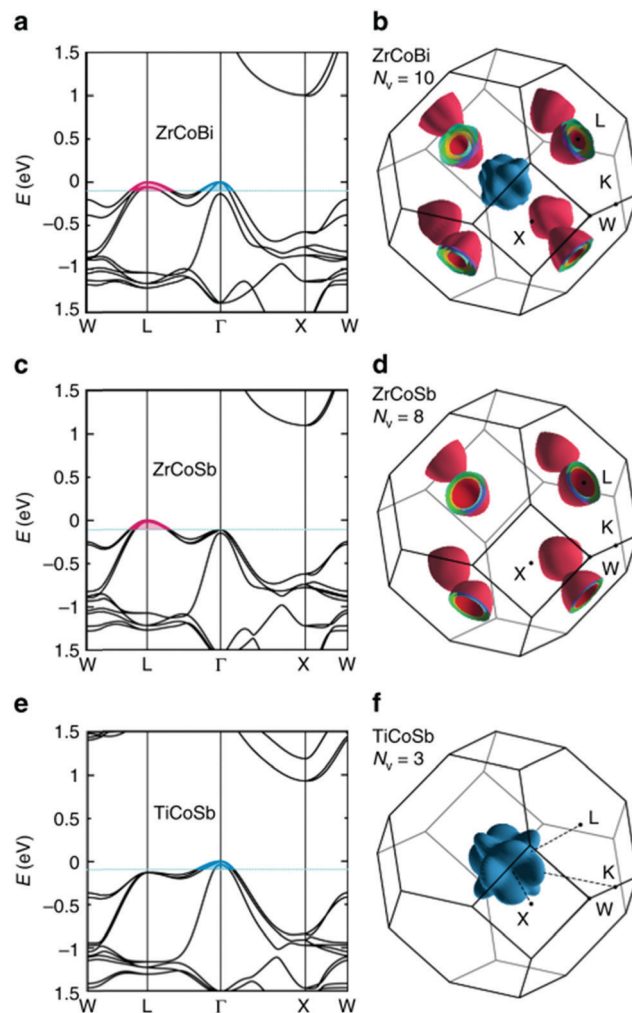 a
1.5
1
0.5
0
−0.5
−1
1.5
E (eV)
ZrCoBi
W L Γ X W
b
ZrCoBi
Nv = 10
L
K
W
X
c
1.5
1
0.5
0
−0.5
−1
1.5
E (eV)
ZrCoSb
W L Γ X W
d
ZrCoSb
Nv = 8
L
K
W
X
e
1.5
1
0.5
0
−0.5
−1
1.5
E (eV)
TiCoSb
W L Γ X W
f
TiCoSb
Nv = 3
L
K
W
X